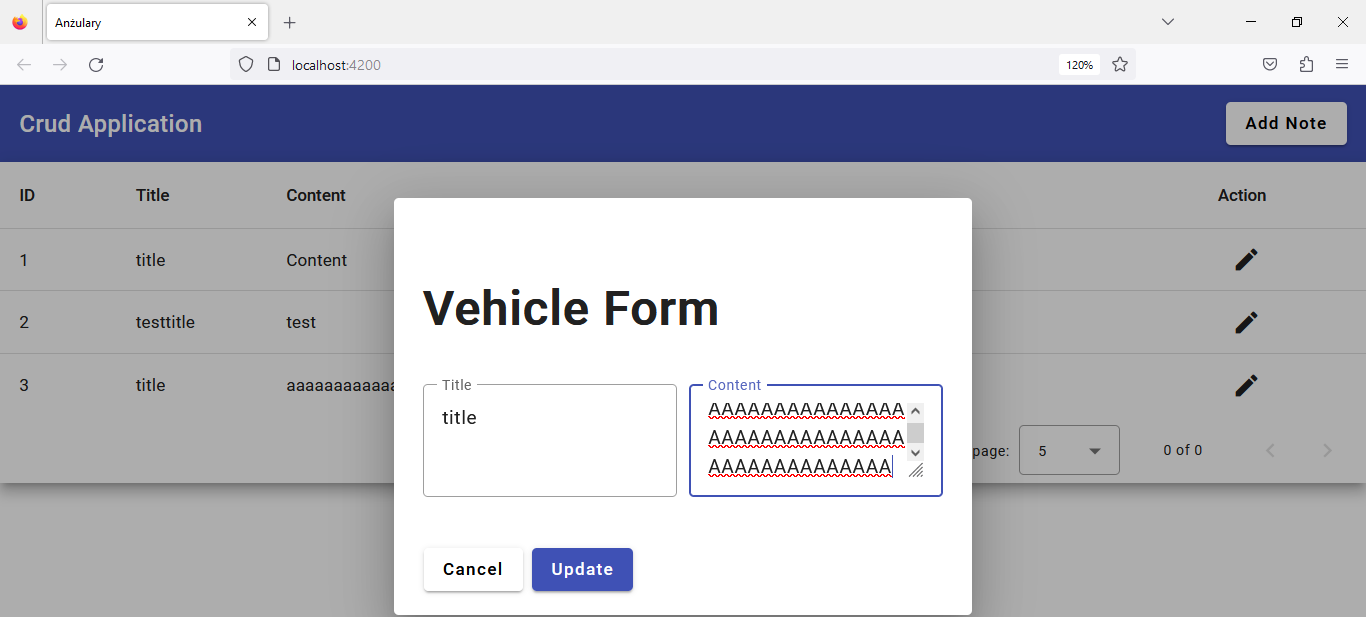 Anżulary
localhost:4200
120%
Crud Application
Add Note
ID Title Content Action
1 title Content
2 testtitle test
3 title aaaaaaaaaaaa
Vehicle Form
Title
title
Content
AAAAAAAAAAAAAAA
AAAAAAAAAAAAAAA
AAAAAAAAAAAAAA
page: 5 0 of 0
Cancel
Update